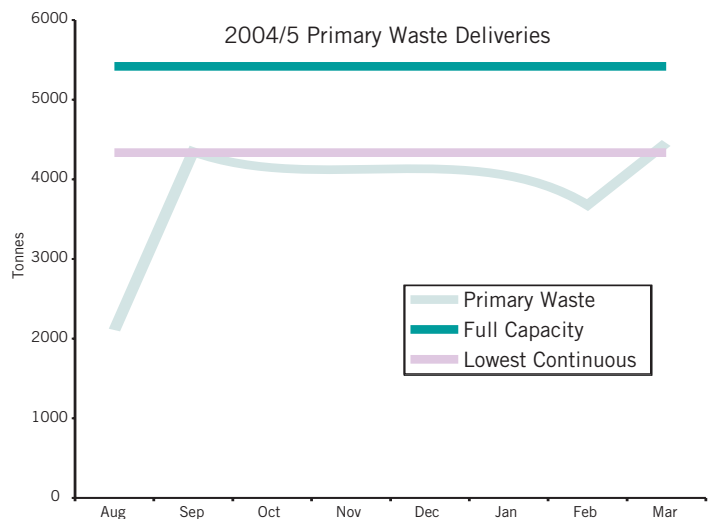 2004/5 Primary Waste Deliveries
6000
5000
4000
3000
2000
1000
0
Tonnes
Primary Waste
Full Capacity
Lowest Continuous
Aug Sep Oct Nov Dec Jan Feb Mar